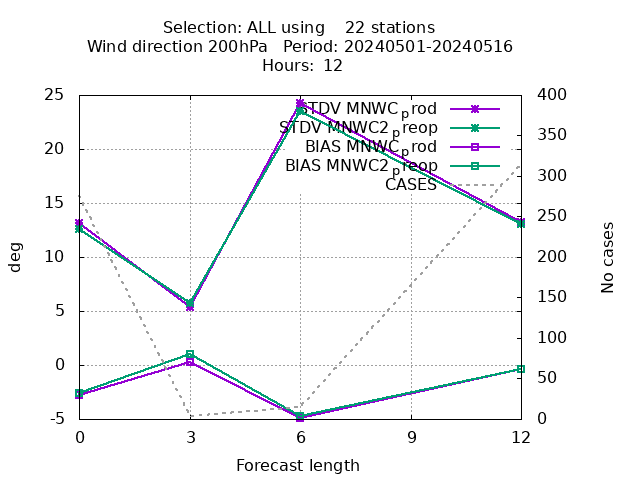 Selection: ALL using 22 stations
Wind direction 200hPa Period: 20240501-20240516
Hours: 12
25
20
15
10
5
0
-5
deg
400
350
300
250
200
150
100
50
0
No cases
STDV MNWC_prod
STDV MNWC2_preop
BIAS MNWC_prod
BIAS MNWC2_preop
CASES
0 3 6 9 12
Forecast length